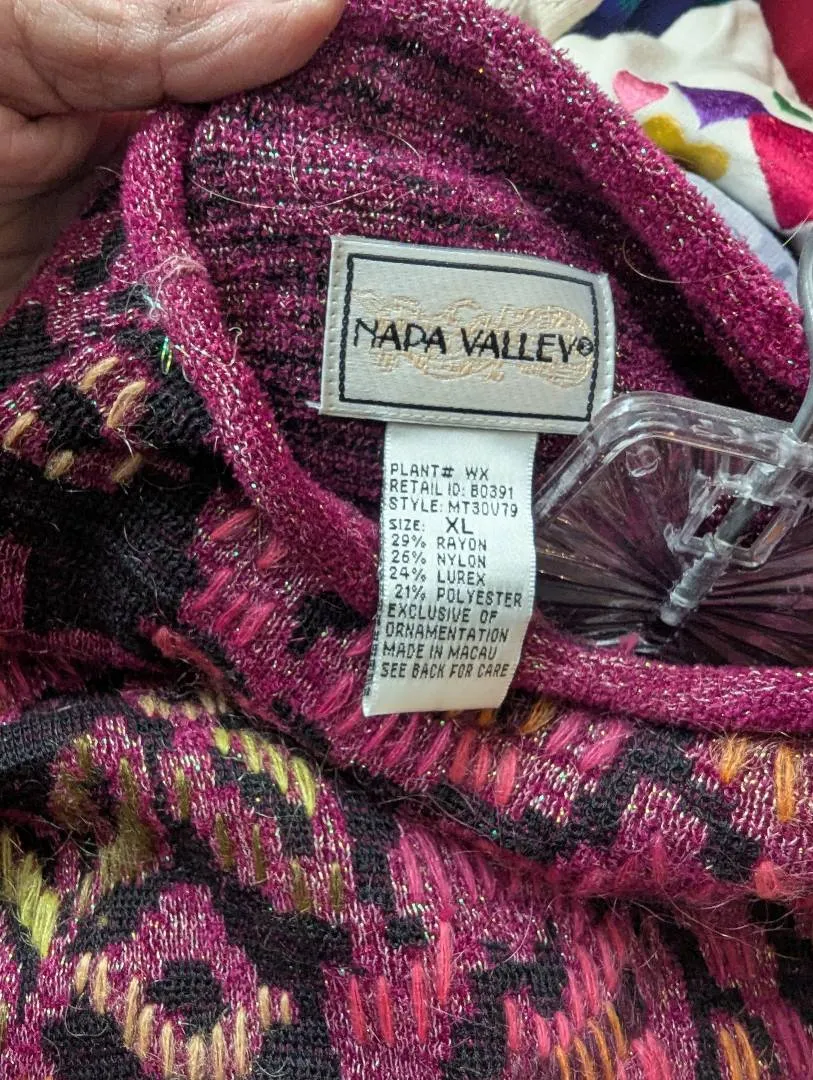 NAPA VALLEY®
PLANT# WX
RETAIL ID: B0391
STYLE: MT30V79
SIZE: XL
29% RAYON
26% NYLON
24% LUREX
21% POLYESTER
EXCLUSIVE OF
ORNAMENTATION
MADE IN MACAU
SEE BACK FOR CARE